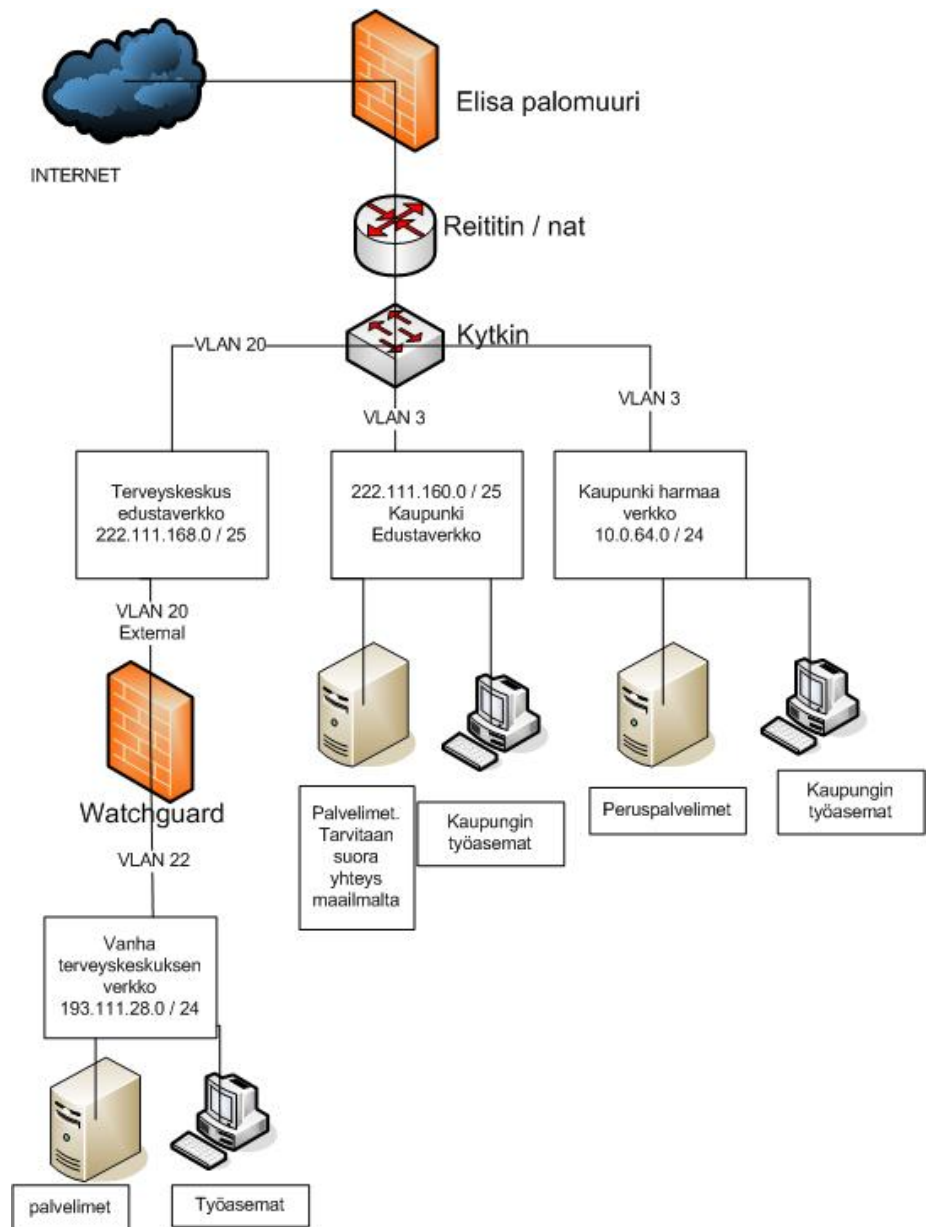 INTERNET
Elisa palomuuri
Reititin / nat
Kytkin
VLAN 20
VLAN 3
VLAN 3
Terveyskeskus
edustaverkko
222.111.168.0 / 25
222.111.160.0 / 25
Kaupunki
Edustaverkko
Kaupunki harmaa
verkko
10.0.64.0 / 24
VLAN 20
External
Watchguard
Palvelimet.
Tarvitaan
suora
yhteys
maailmalta
Kaupungin
työasemat
Peruspalvelimet
Kaupungin
työasemat
VLAN 22
Vanha
terveyskeskuksen
verkko
193.111.28.0 / 24
palvelimet
Työasemat